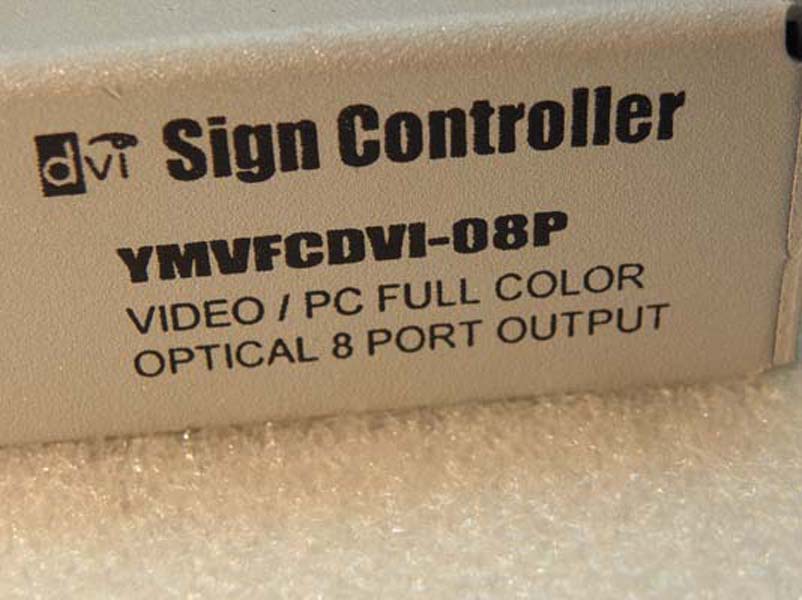 dvi Sign Controller
YMVFCDVI-08P
VIDEO / PC FULL COLOR
OPTICAL 8 PORT OUTPUT